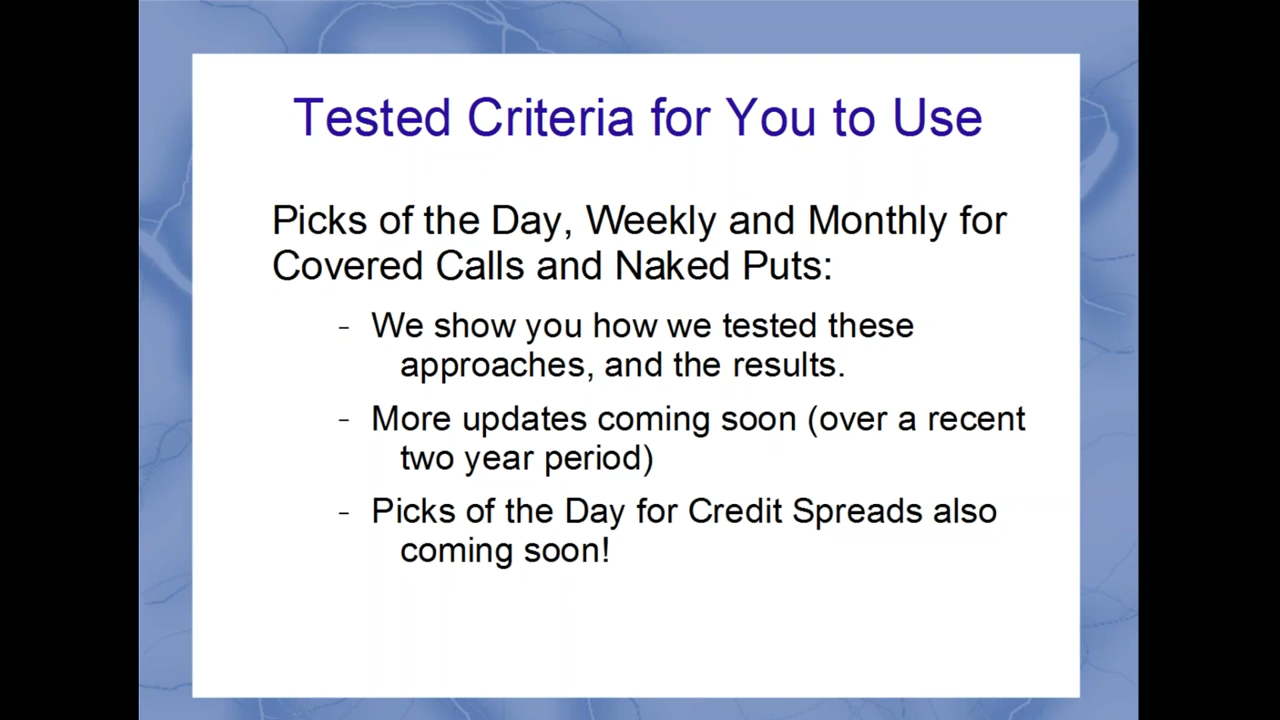 Tested Criteria for You to Use
Picks of the Day, Weekly and Monthly for
Covered Calls and Naked Puts:
– We show you how we tested these
approaches, and the results.
– More updates coming soon (over a recent
two year period)
– Picks of the Day for Credit Spreads also
coming soon!